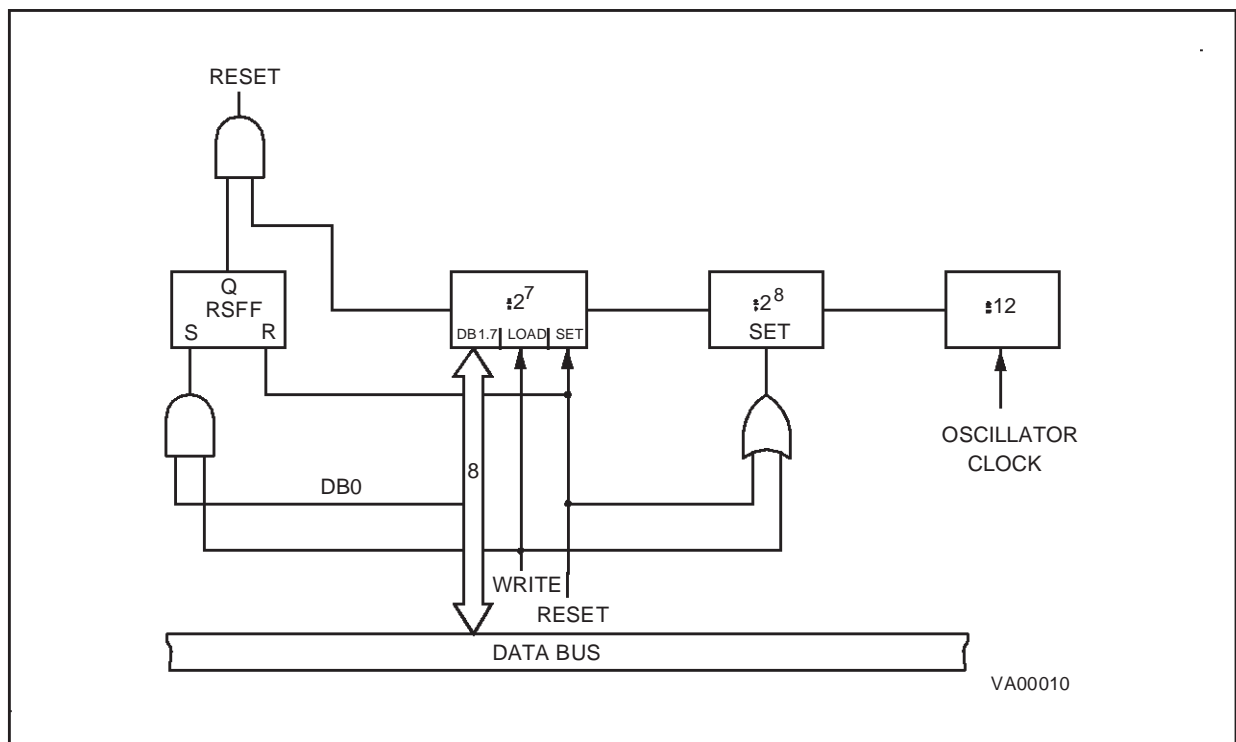 RESET
Q
RSFF
S R
:2⁷
DB1.7 LOAD SET
:2⁸
SET
:12
OSCILLATOR
CLOCK
8
DB0
WRITE
RESET
DATA BUS
VA00010